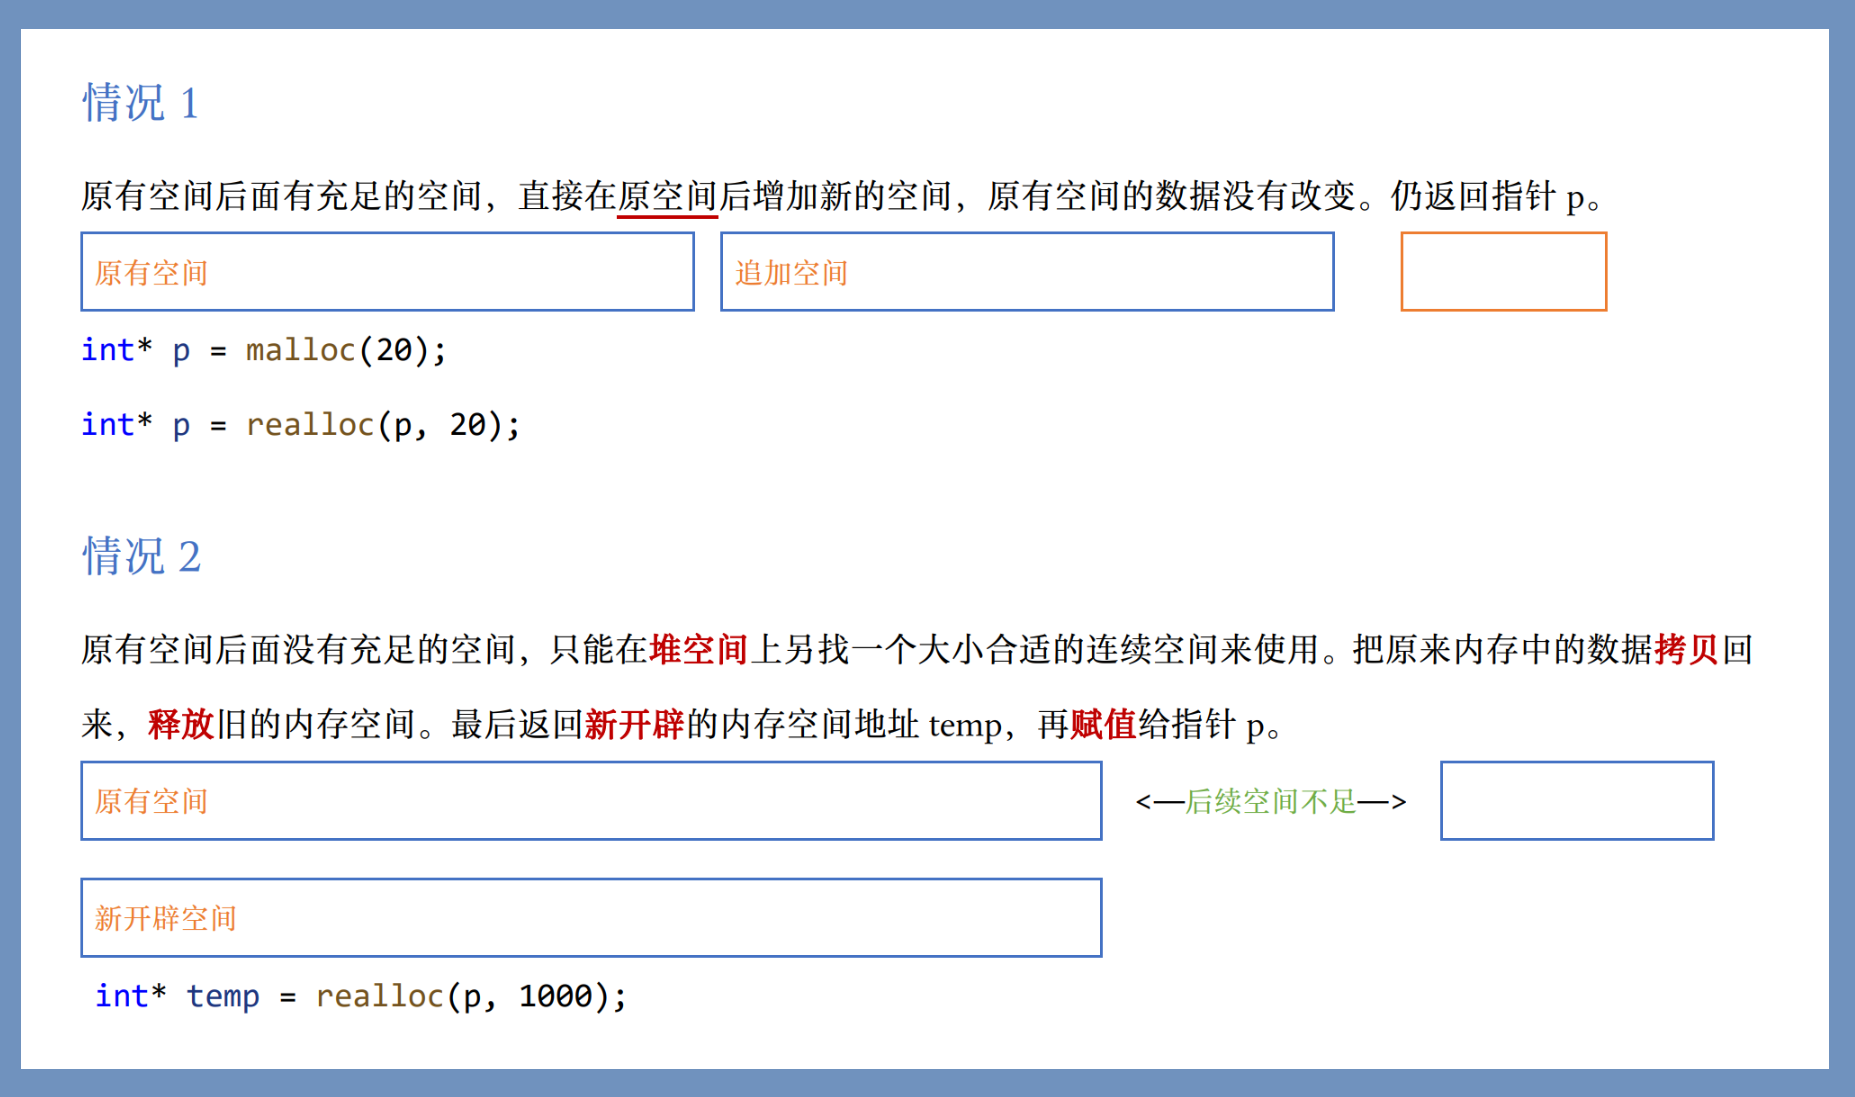 情况 1
原有空间后面有充足的空间，直接在原空间后增加新的空间，原有空间的数据没有改变。仍返回指针 p。
原有空间
追加空间
int* p = malloc(20);
int* p = realloc(p, 20);
情况 2
原有空间后面没有充足的空间，只能在堆空间上另找一个大小合适的连续空间来使用。把原来内存中的数据拷贝回
来，释放旧的内存空间。最后返回新开辟的内存空间地址 temp，再赋值给指针 p。
原有空间
<—后续空间不足—>
新开辟空间
int* temp = realloc(p, 1000);